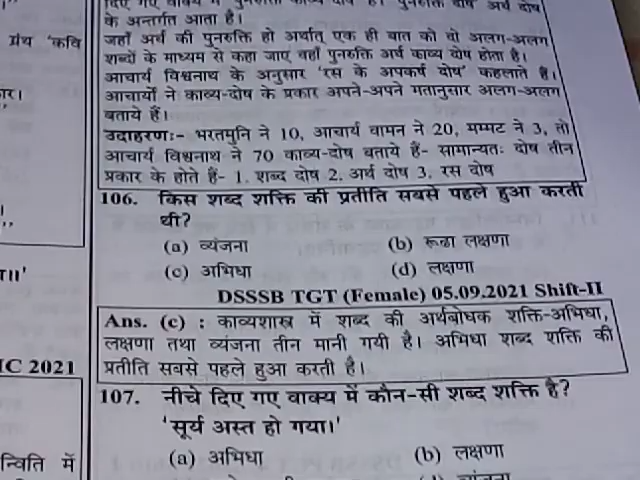 के अन्तर्गत आता है।
जहाँ अर्थ की पुनरुक्ति हो अर्थात् एक ही बात को दो अलग-अलग
शब्दों के माध्यम से कहा जाए वहाँ पुनरुक्ति अर्थ काव्य दोष होता है।
आचार्य विश्वनाथ के अनुसार 'रस के अपकर्ष दोष' कहलाते हैं।
आचार्यों ने काव्य-दोष के प्रकार अपने-अपने मतानुसार अलग-अलग
बताये हैं।
उदाहरणः- भरतमुनि ने 10, आचार्य वामन ने 20, मम्मट ने 3, तो
आचार्य विश्वनाथ ने 70 काव्य-दोष बताये हैं- सामान्यतः दोष तीन
प्रकार के होते हैं- 1. शब्द दोष 2. अर्थ दोष 3. रस दोष
106. किस शब्द शक्ति की प्रतीति सबसे पहले हुआ करती
थी?
(a) व्यंजना (b) रूढा लक्षणा
(c) अभिधा (d) लक्षणा
DSSSB TGT (Female) 05.09.2021 Shift-II
Ans. (c) : काव्यशास्त्र में शब्द की अर्थबोधक शक्ति-अभिधा,
लक्षणा तथा व्यंजना तीन मानी गयी है। अभिधा शब्द शक्ति की
प्रतीति सबसे पहले हुआ करती है।
107. नीचे दिए गए वाक्य में कौन-सी शब्द शक्ति है?
'सूर्य अस्त हो गया।'
(a) अभिधा (b) लक्षणा
ग्रंथ 'कवि
IC 2021